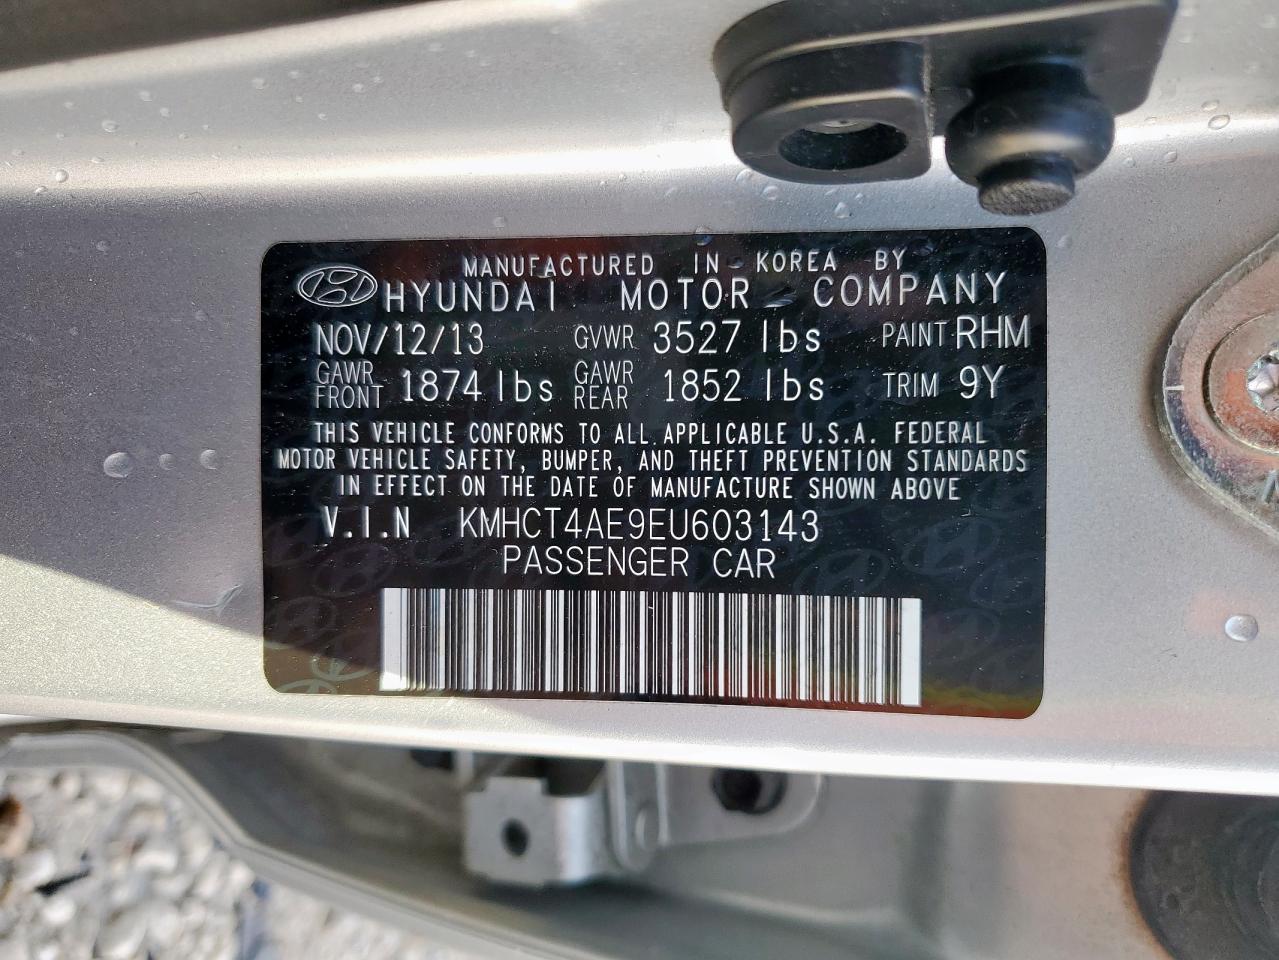 MANUFACTURED IN KOREA BY
HYUNDAI MOTOR COMPANY
NOV/12/13 GVWR 3527 lbs PAINT RHM
GAWR FRONT 1874 lbs GAWR REAR 1852 lbs TRIM 9Y
THIS VEHICLE CONFORMS TO ALL APPLICABLE U.S.A. FEDERAL
MOTOR VEHICLE SAFETY, BUMPER, AND THEFT PREVENTION STANDARDS
IN EFFECT ON THE DATE OF MANUFACTURE SHOWN ABOVE
V.I.N KMHCT4AE9EU603143
PASSENGER CAR